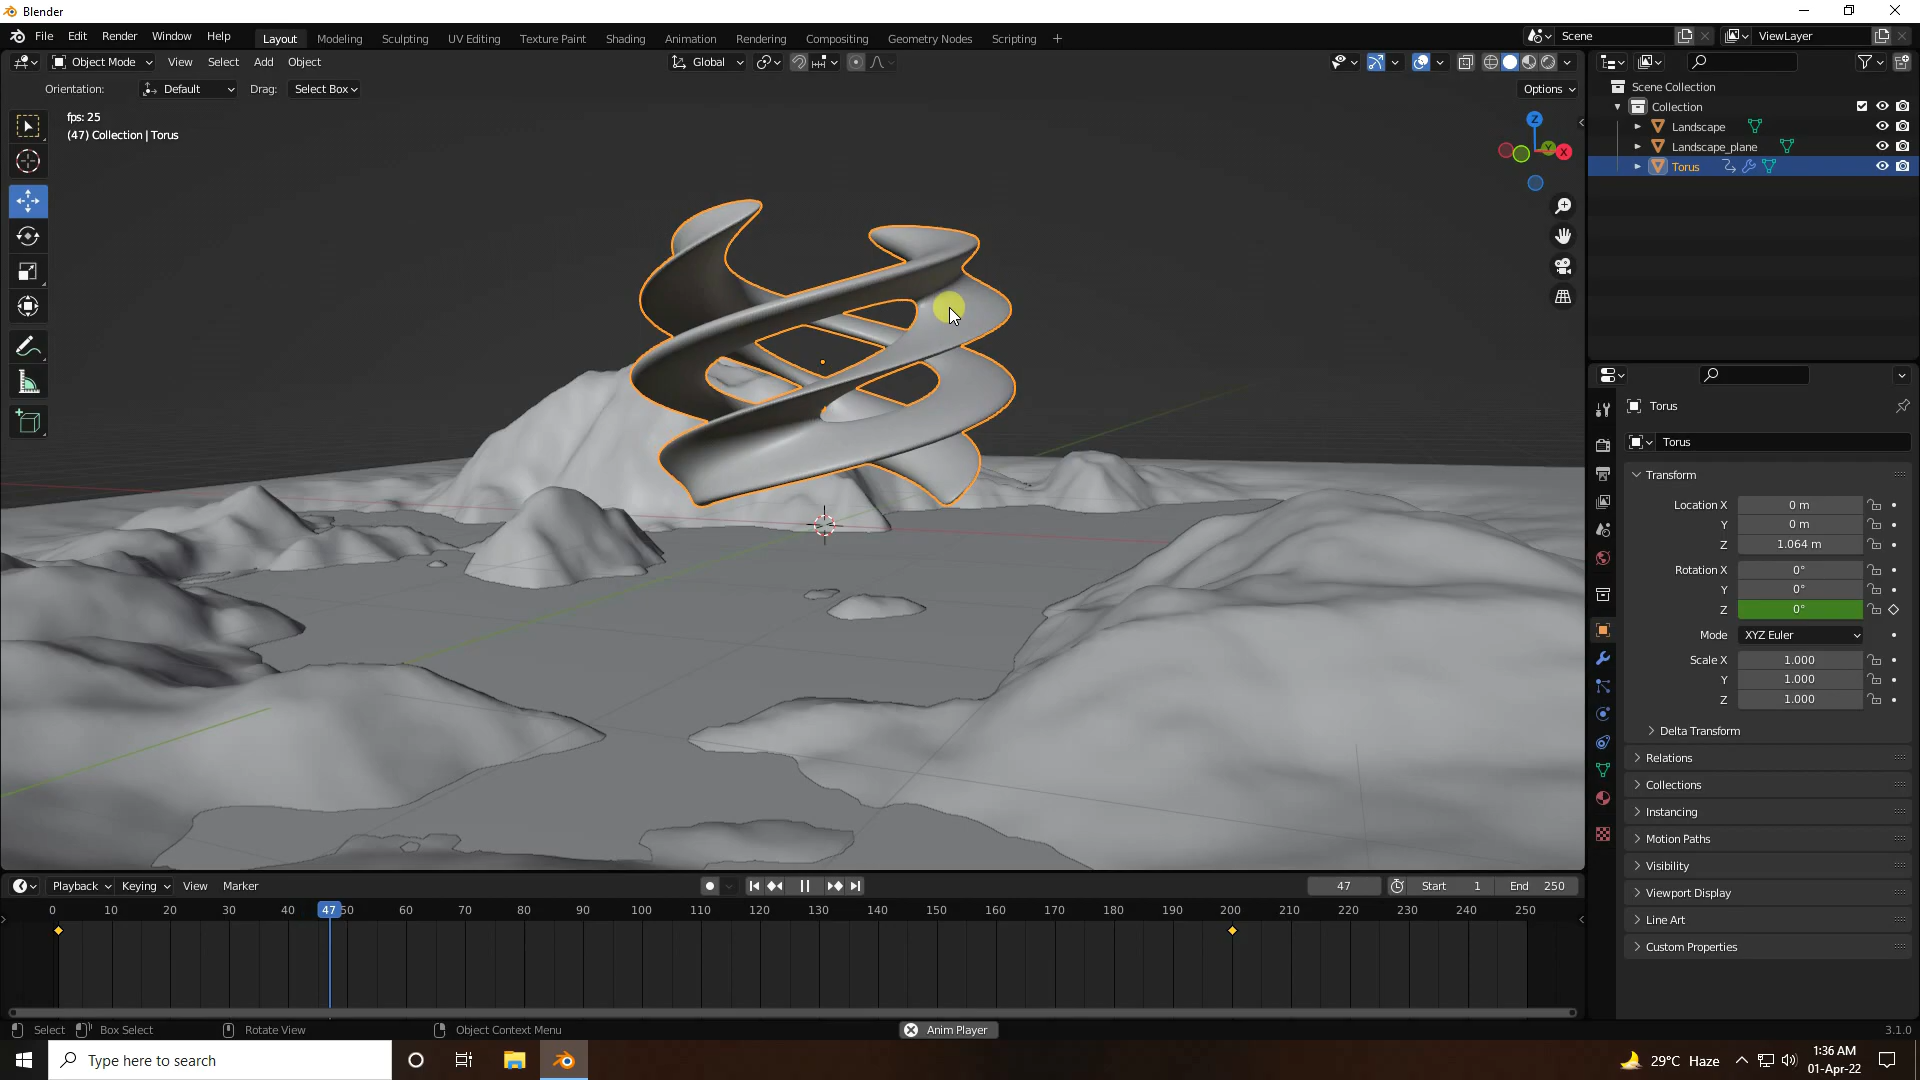 Blender
File Edit Render Window Help Layout Modeling Sculpting UV Editing Texture Paint Shading Animation Rendering Compositing Geometry Nodes Scripting + Scene ViewLayer
Object Mode View Select Add Object Global
Orientation: Default Drag: Select Box Options
fps: 25
(47) Collection | Torus
Z
Y
X
Scene Collection
Collection
Landscape
Landscape_plane
Torus
Torus
Torus
Transform
Location X 0 m
Y 0 m
Z 1.064 m
Rotation X 0°
Y 0°
Z 0°
Mode XYZ Euler
Scale X 1.000
Y 1.000
Z 1.000
Delta Transform
Relations
Collections
Instancing
Motion Paths
Visibility
Viewport Display
Line Art
Custom Properties
Playback Keying View Marker 47 Start 1 End 250
0 10 20 30 40 47 50 60 70 80 90 100 110 120 130 140 150 160 170 180 190 200 210 220 230 240 250
Select Box Select Rotate View Object Context Menu Anim Player 3.1.0
Type here to search 29°C Haze 1:36 AM
01-Apr-22